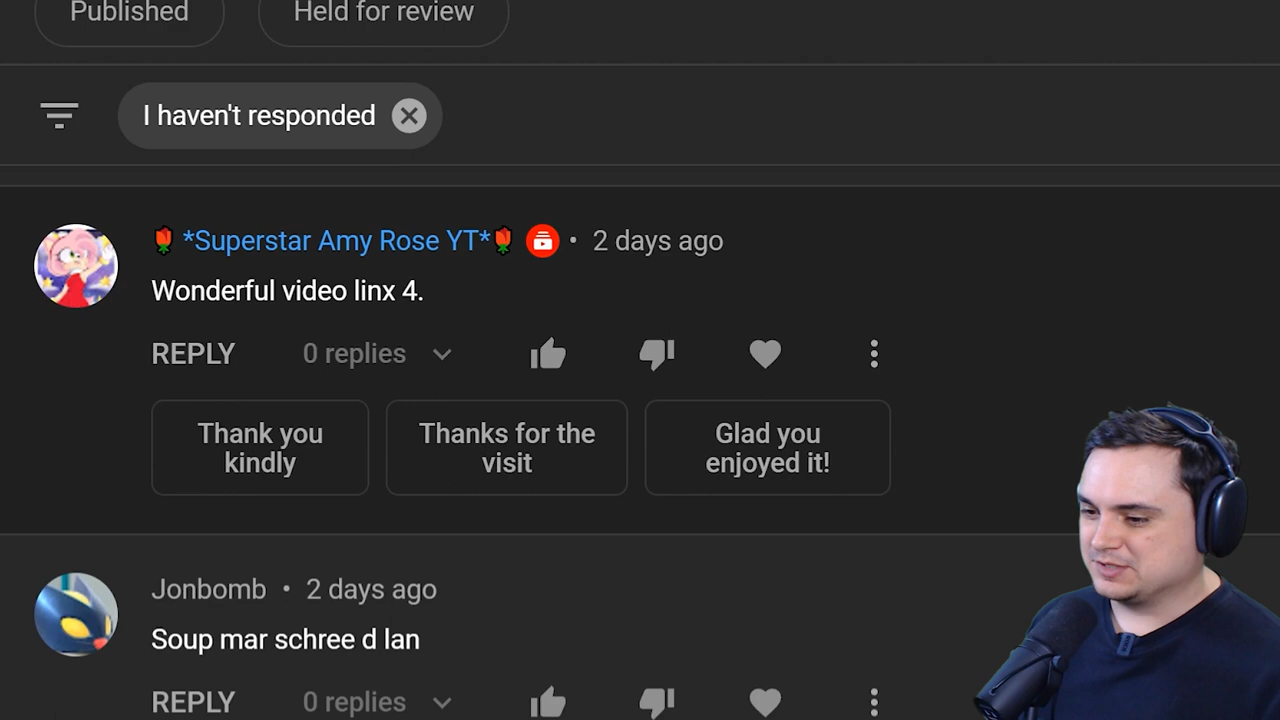 Published Held for review
I haven't responded
🌹*Superstar Amy Rose YT*🌹 • 2 days ago
Wonderful video linx 4.
REPLY 0 replies
Thank you kindly
Thanks for the visit
Glad you enjoyed it!
Jonbomb • 2 days ago
Soup mar schree d lan
REPLY 0 replies